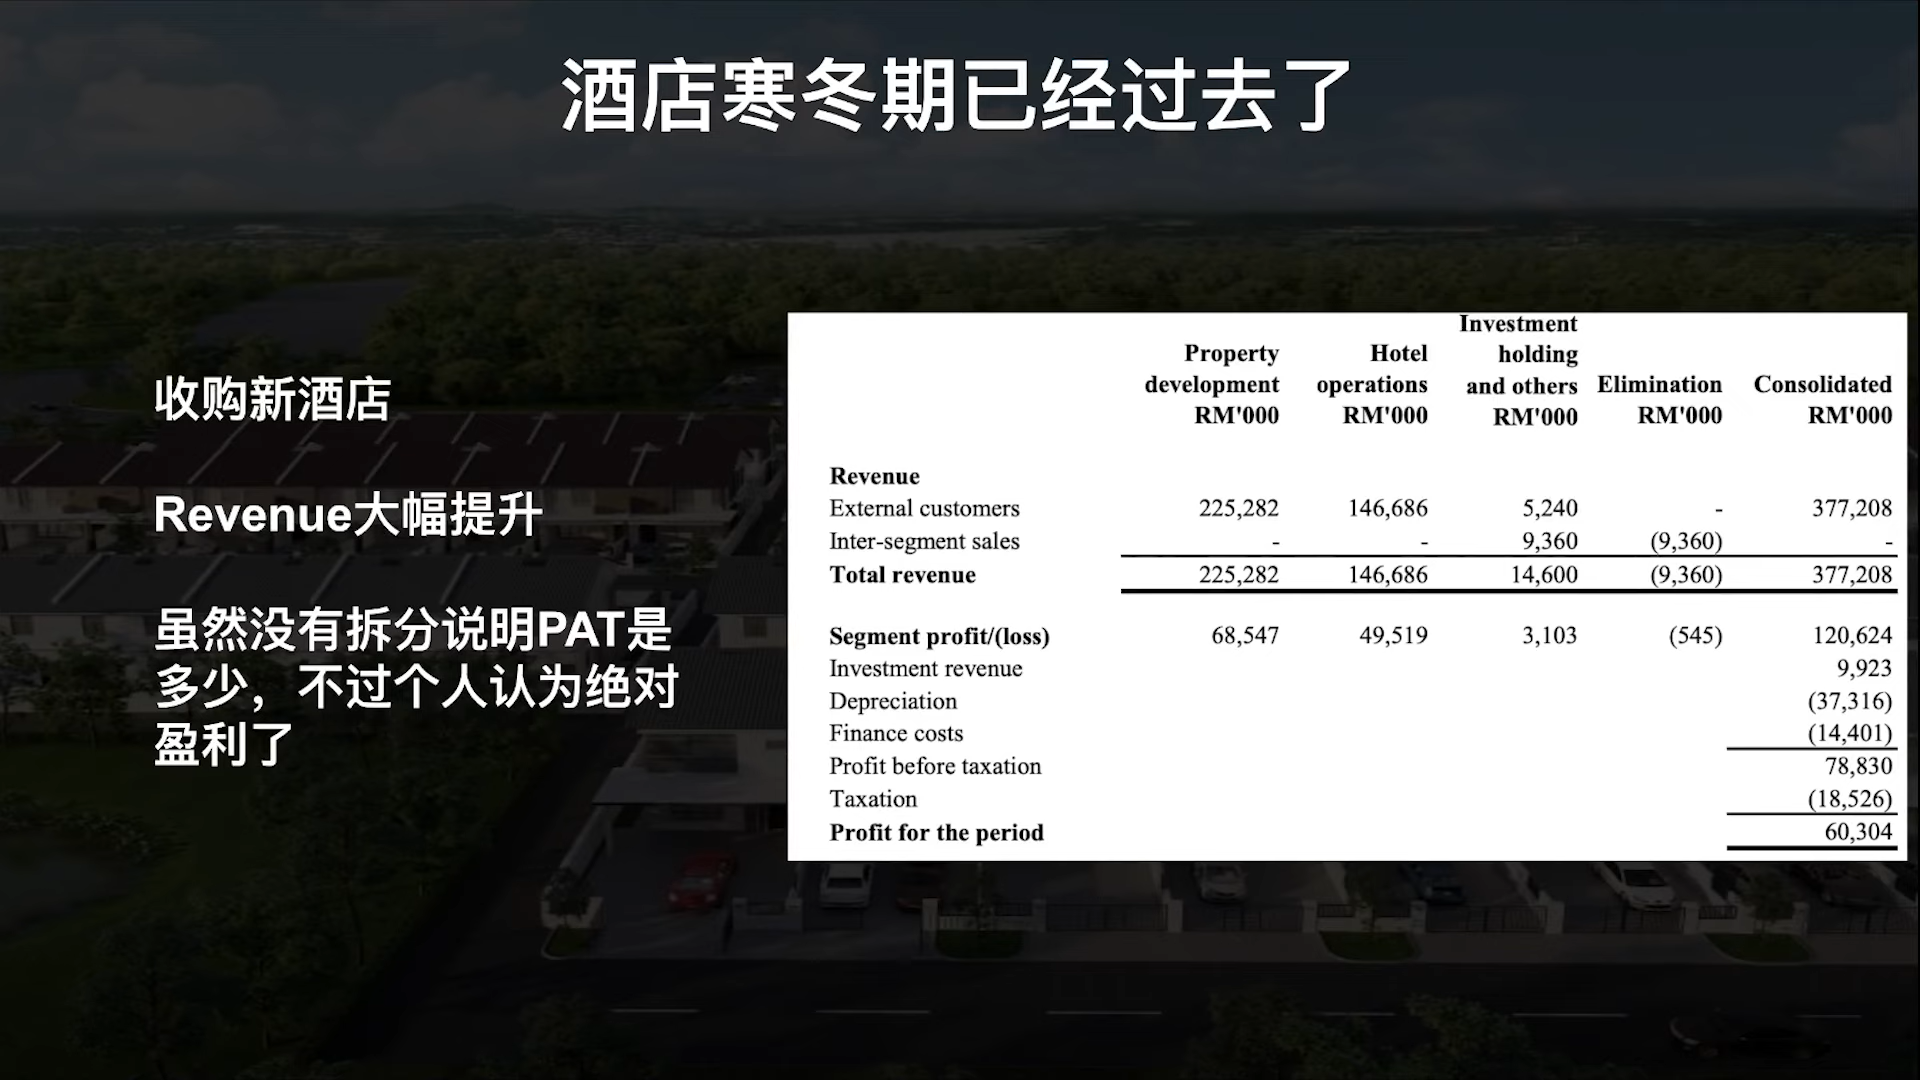 酒店寒冬期已经过去了
收购新酒店
Revenue大幅提升
虽然没有拆分说明PAT是
多少，不过个人认为绝对
盈利了
Investment
Property Hotel holding
development operations and others Elimination Consolidated
RM'000 RM'000 RM'000 RM'000 RM'000
Revenue
External customers 225,282 146,686 5,240 - 377,208
Inter-segment sales - - 9,360 (9,360) -
Total revenue 225,282 146,686 14,600 (9,360) 377,208
Segment profit/(loss) 68,547 49,519 3,103 (545) 120,624
Investment revenue 9,923
Depreciation (37,316)
Finance costs (14,401)
Profit before taxation 78,830
Taxation (18,526)
Profit for the period 60,304